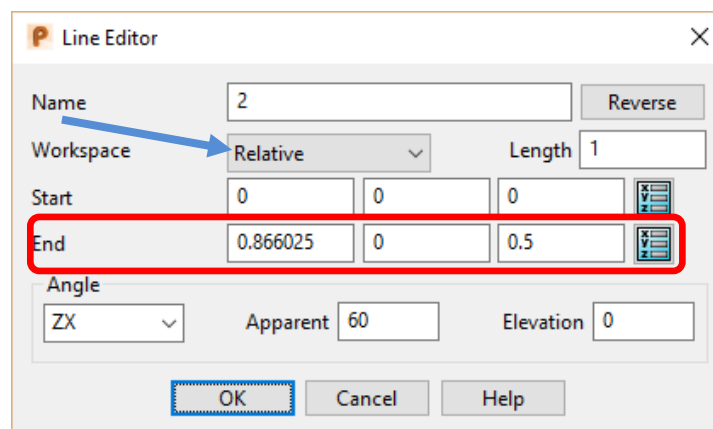 Line Editor
Name 2 Reverse
Workspace Relative Length 1
Start 0 0 0
End 0.866025 0 0.5
Angle
ZX Apparent 60 Elevation 0
OK Cancel Help